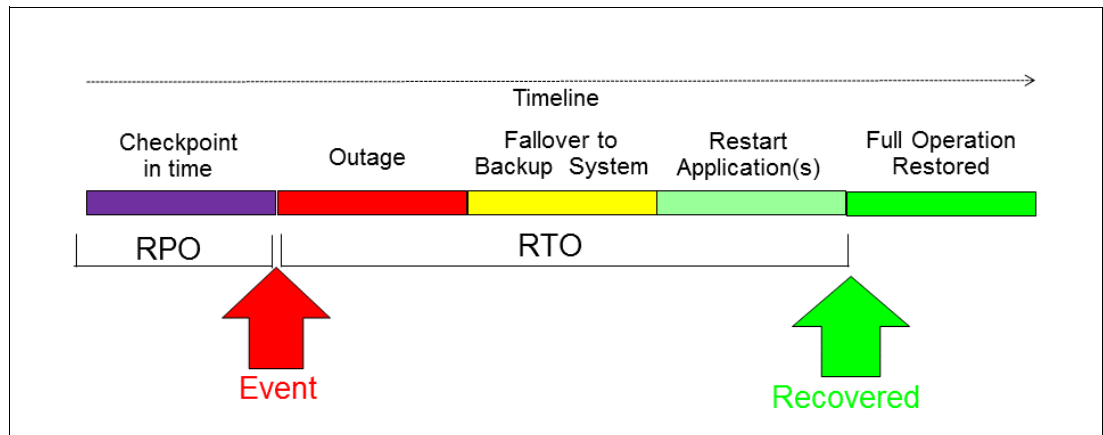 Timeline
Checkpoint
in time
Outage
Fallover to
Backup System
Restart
Application(s)
Full Operation
Restored
RPO
RTO
Event
Recovered